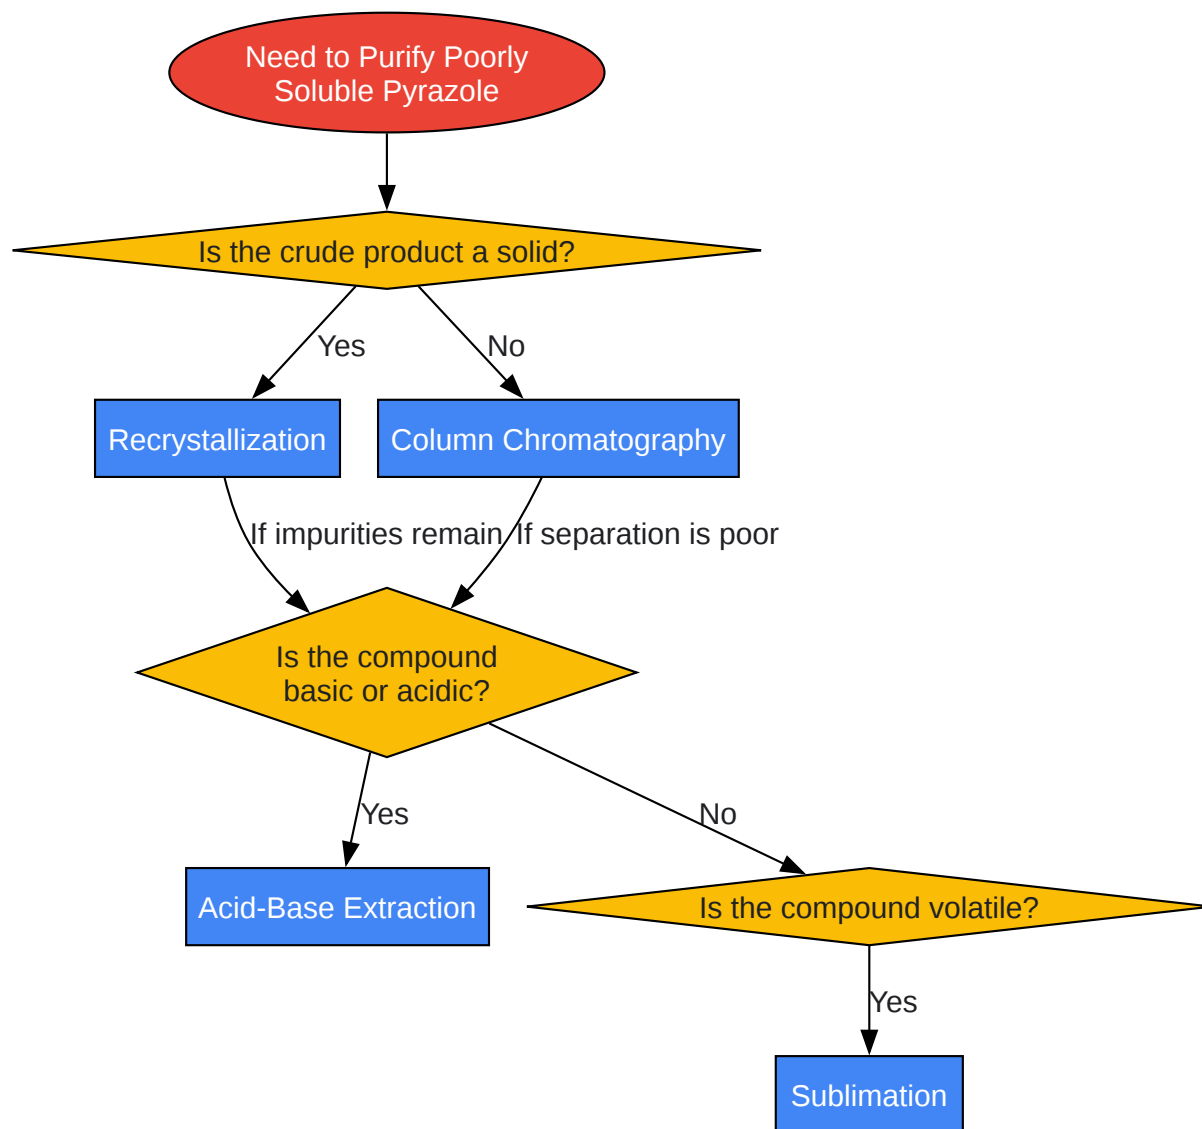 Need to Purify Poorly
Soluble Pyrazole
Is the crude product a solid?
Yes
No
Recrystallization
Column Chromatography
If impurities remain
If separation is poor
Is the compound
basic or acidic?
Yes
No
Acid-Base Extraction
Is the compound volatile?
Yes
Sublimation